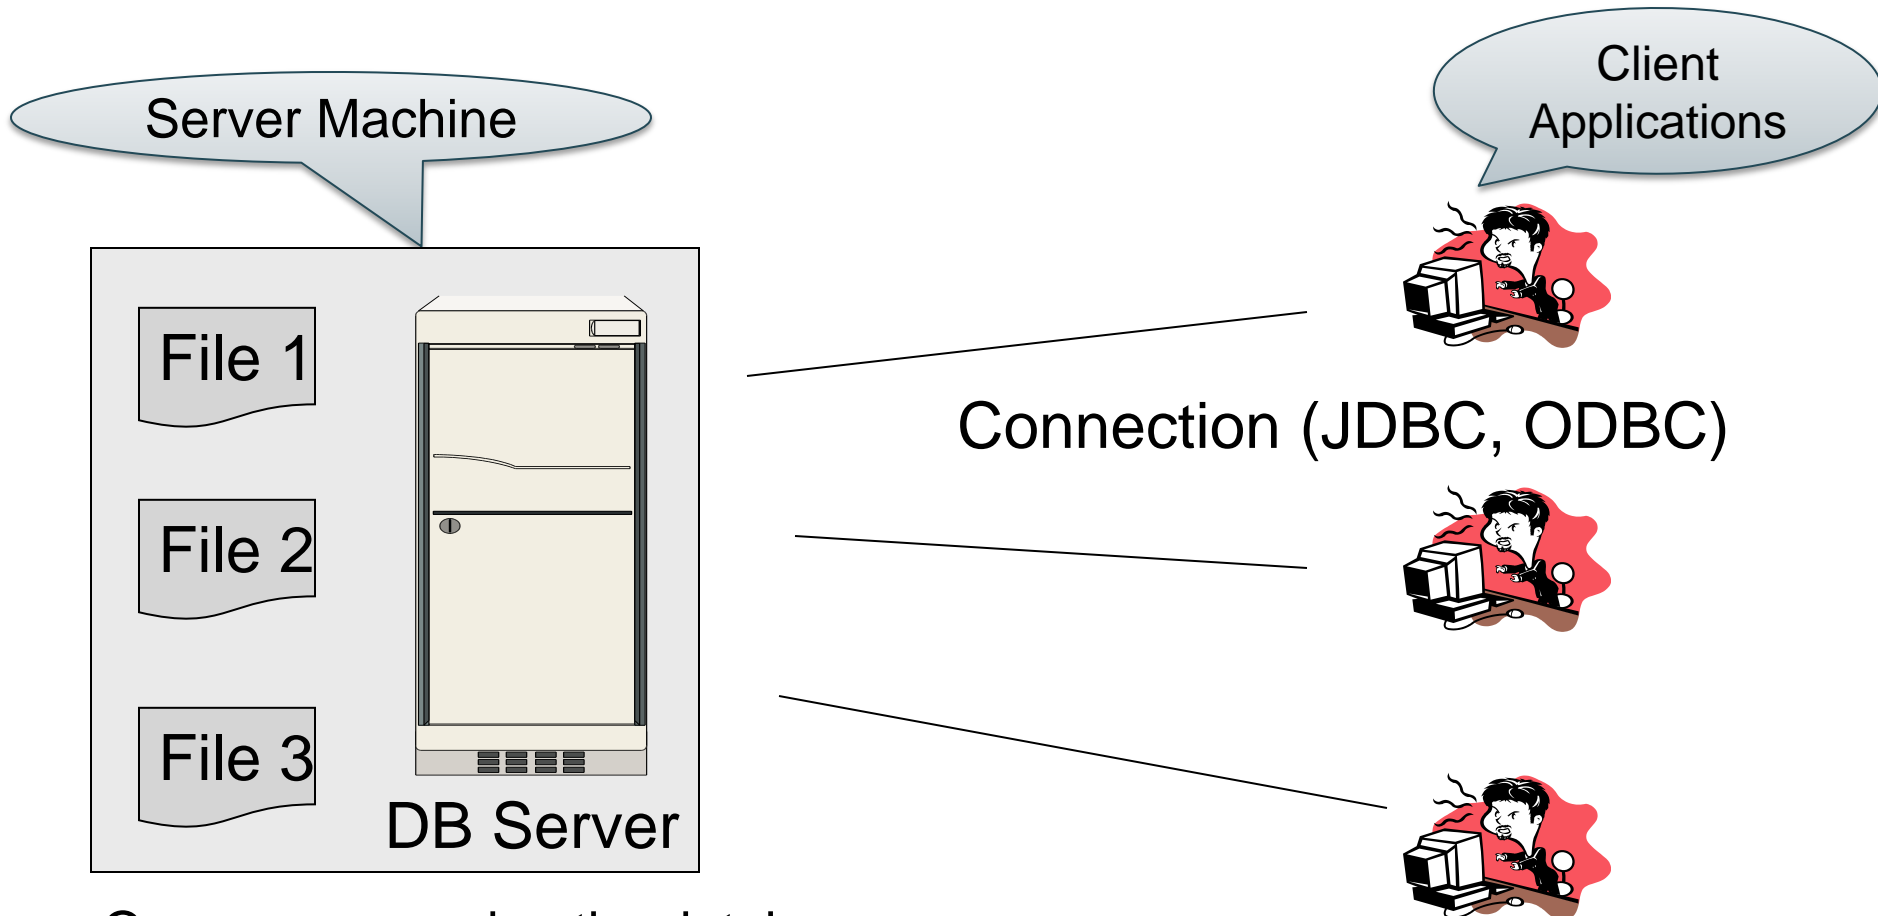 Client
Applications
Server Machine
File 1
Connection (JDBC, ODBC)
File 2
File 3
DB Server